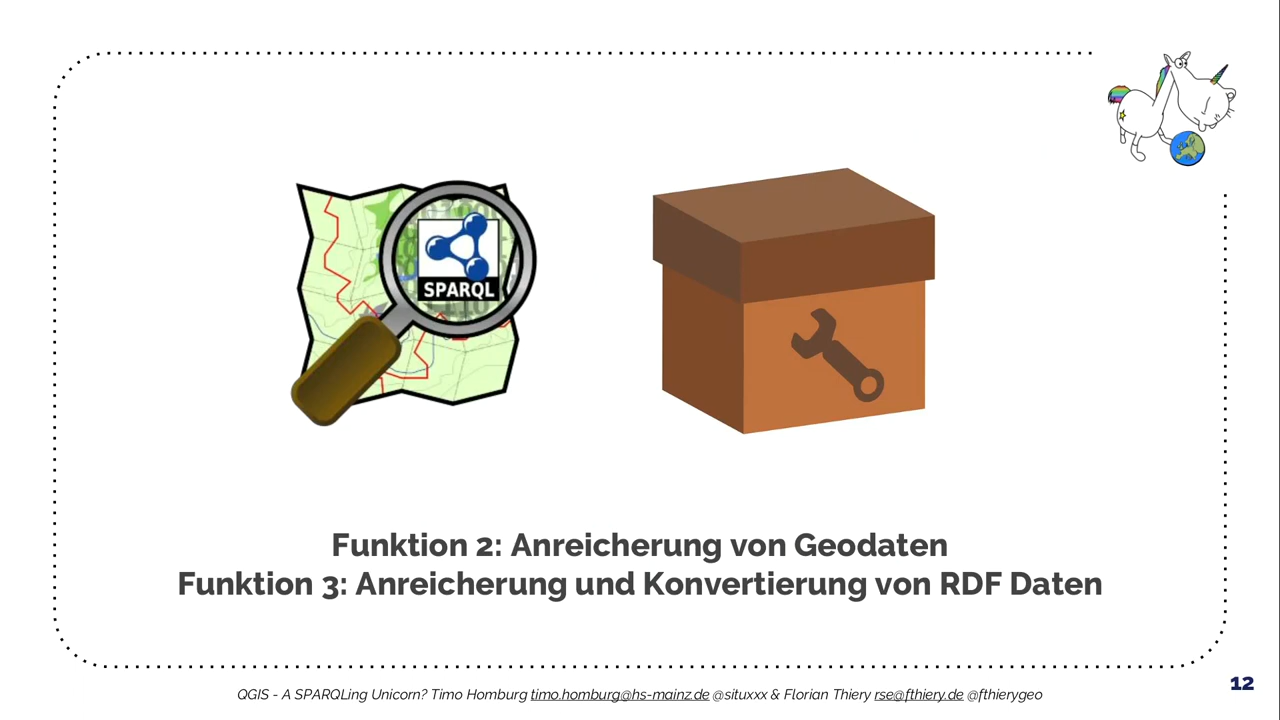 SPARQL
Funktion 2: Anreicherung von Geodaten
Funktion 3: Anreicherung und Konvertierung von RDF Daten
QGIS - A SPARQLing Unicorn? Timo Homburg timo.homburg@hs-mainz.de @situxxx & Florian Thiery rse@fthiery.de @fthierygeo
12